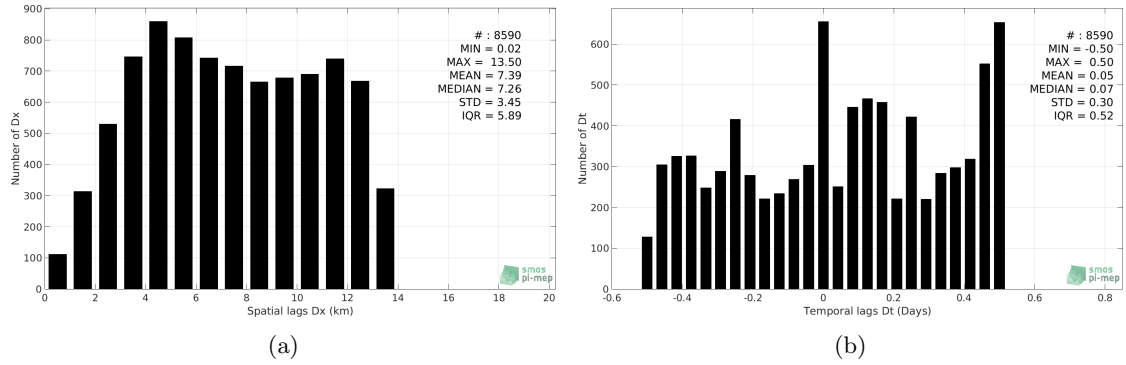 900
800
700
600
500
400
300
200
100
0
Number of Dx
0 2 4 6 8 10 12 14 16 18 20
Spatial lags Dx (km)
# : 8590
MIN = 0.02
MAX = 13.50
MEAN = 7.39
MEDIAN = 7.26
STD = 3.45
IQR = 5.89
smos
pi-mep
(a)
600
500
400
300
200
100
0
Number of Dt
-0.6 -0.4 -0.2 0 0.2 0.4 0.6 0.8
Temporal lags Dt (Days)
# : 8590
MIN = -0.50
MAX = 0.50
MEAN = 0.05
MEDIAN = 0.07
STD = 0.30
IQR = 0.52
smos
pi-mep
(b)